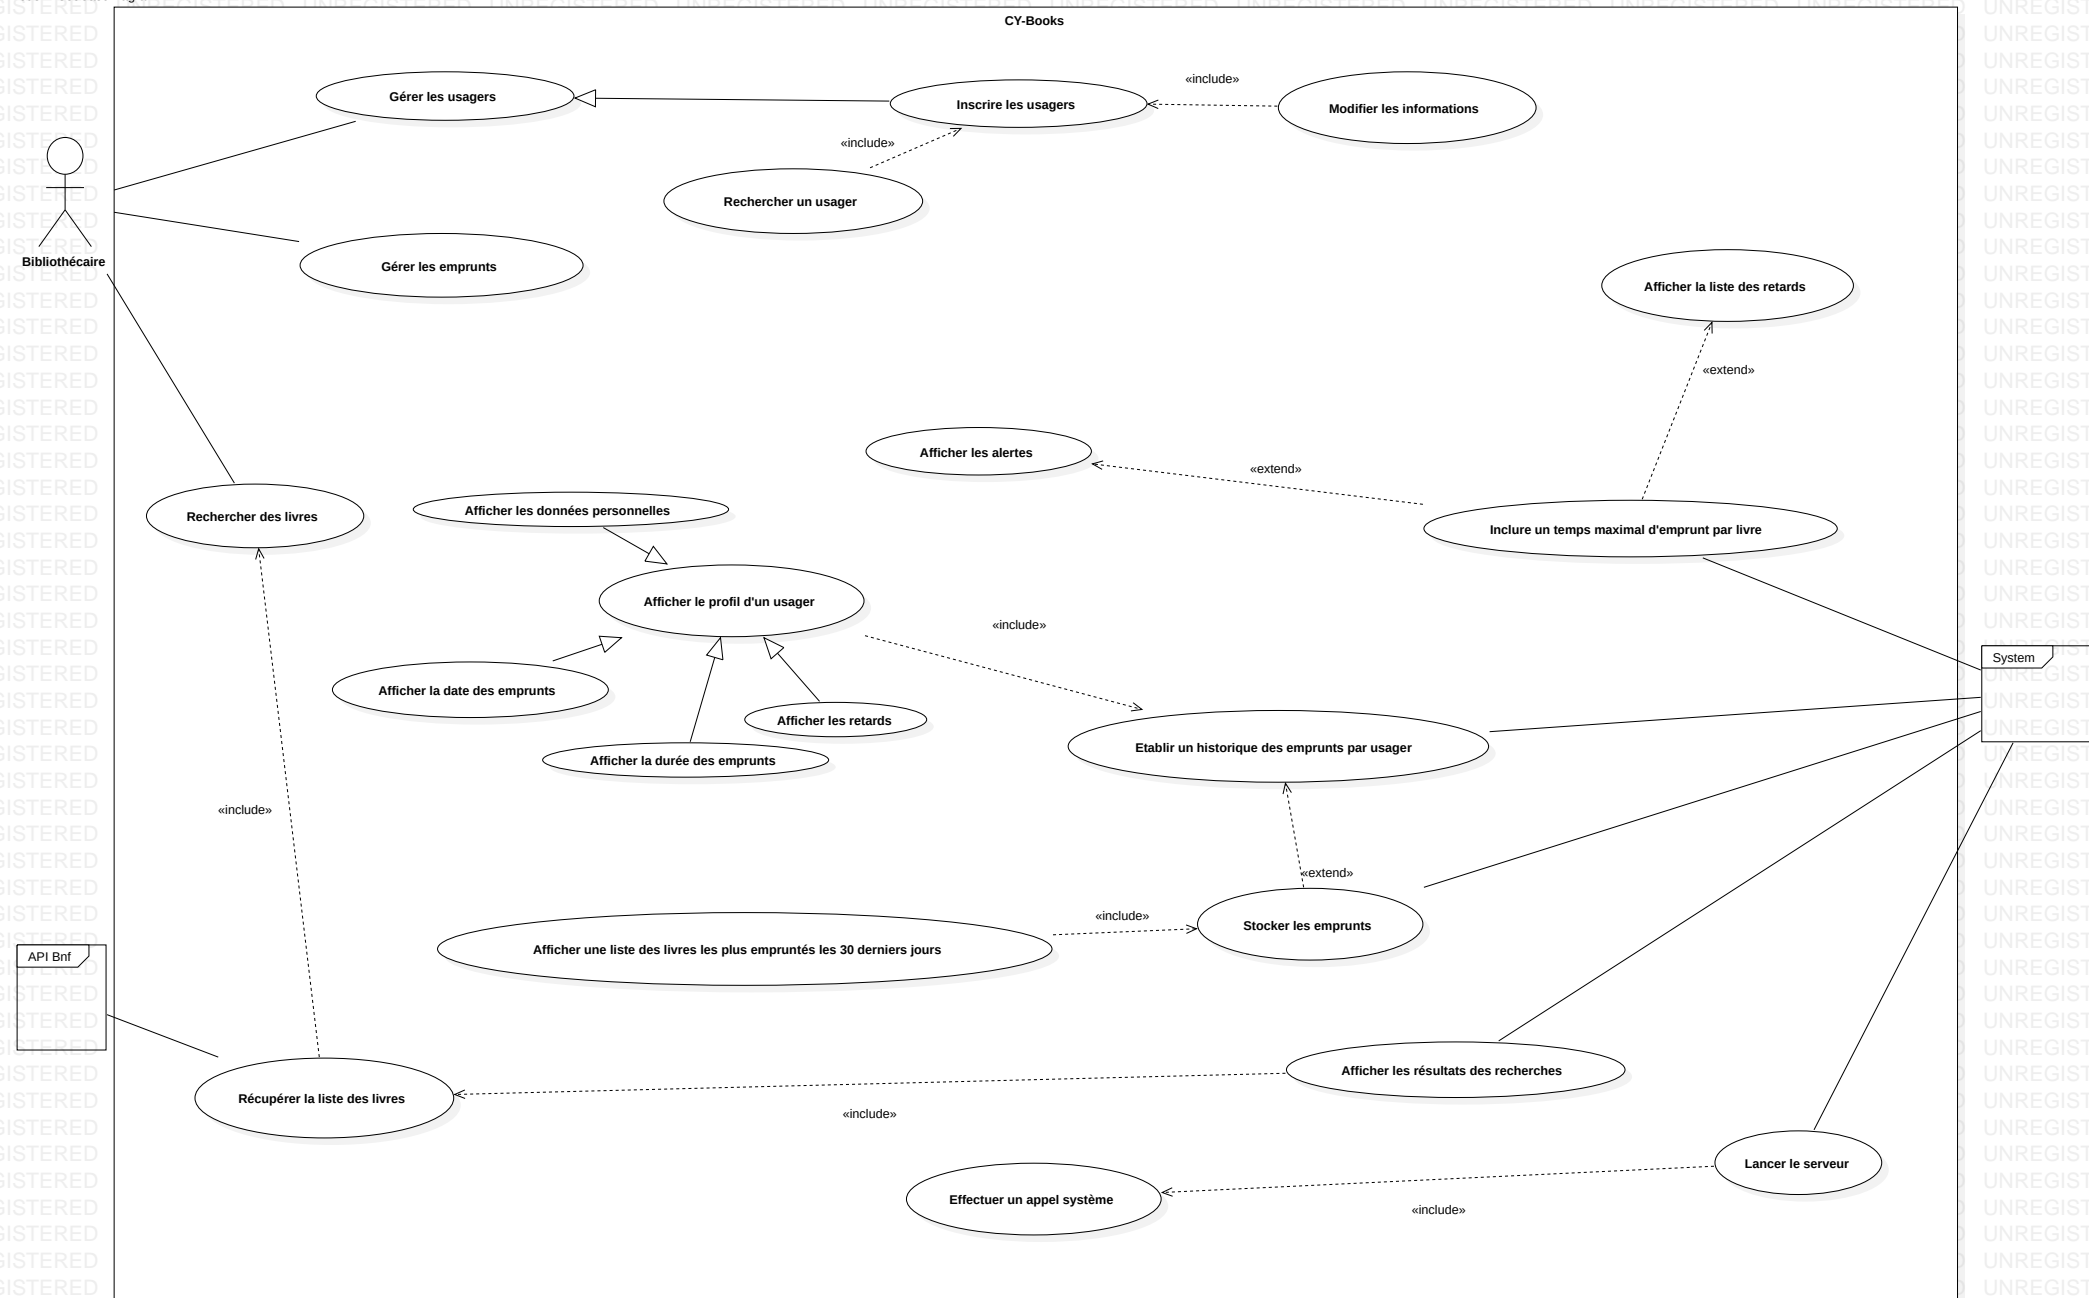 CY-Books
Gérer les usagers
Inscrire les usagers
«include»
Modifier les informations
«include»
Rechercher un usager
Bibliothécaire
Gérer les emprunts
Afficher la liste des retards
«extend»
Afficher les alertes
«extend»
Rechercher des livres
Afficher les données personnelles
Inclure un temps maximal d'emprunt par livre
Afficher le profil d'un usager
«include»
System
Afficher la date des emprunts
Afficher les retards
Afficher la durée des emprunts
Etablir un historique des emprunts par usager
«include»
«extend»
«include»
Stocker les emprunts
Afficher une liste des livres les plus empruntés les 30 derniers jours
API Bnf
Afficher les résultats des recherches
Récupérer la liste des livres
«include»
Lancer le serveur
Effectuer un appel système
«include»
UNREGISTERED